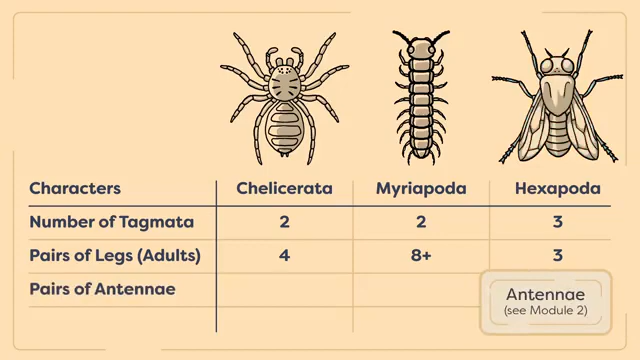 Characters Chelicerata Myriapoda Hexapoda
Number of Tagmata 2 2 3
Pairs of Legs (Adults) 4 8+ 3
Pairs of Antennae
Antennae
(see Module 2)